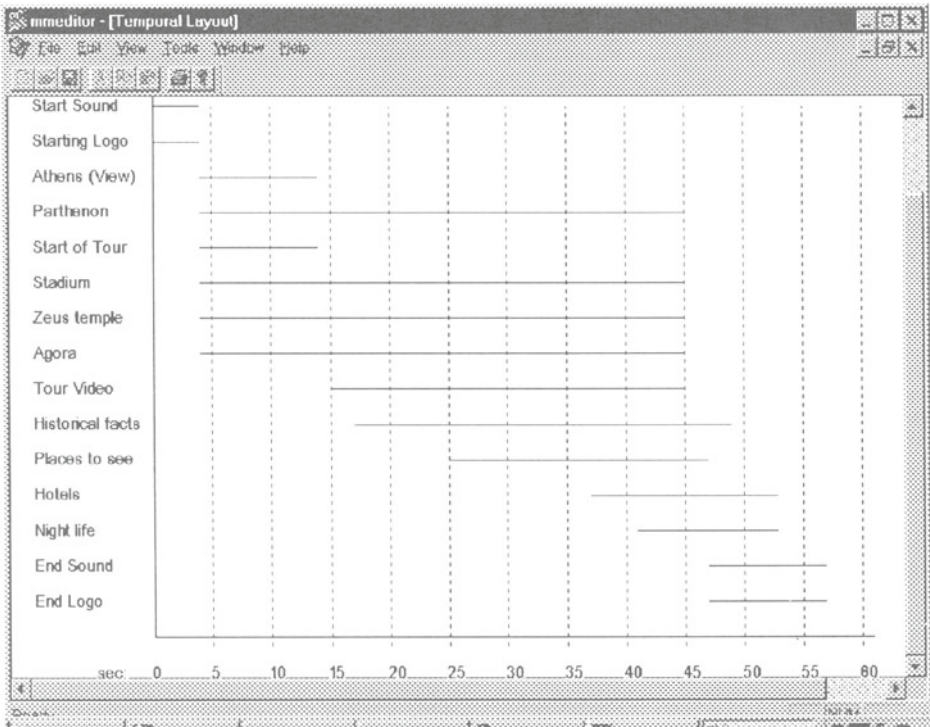 mmeditor - [Temporal Layout]
File Edit View Tools Window Help
Start Sound
Starting Logo
Athens (View)
Parthenon
Start of Tour
Stadium
Zeus temple
Agora
Tour Video
Historical facts
Places to see
Hotels
Night life
End Sound
End Logo
sec 0 5 10 15 20 25 30 35 40 45 50 55 60